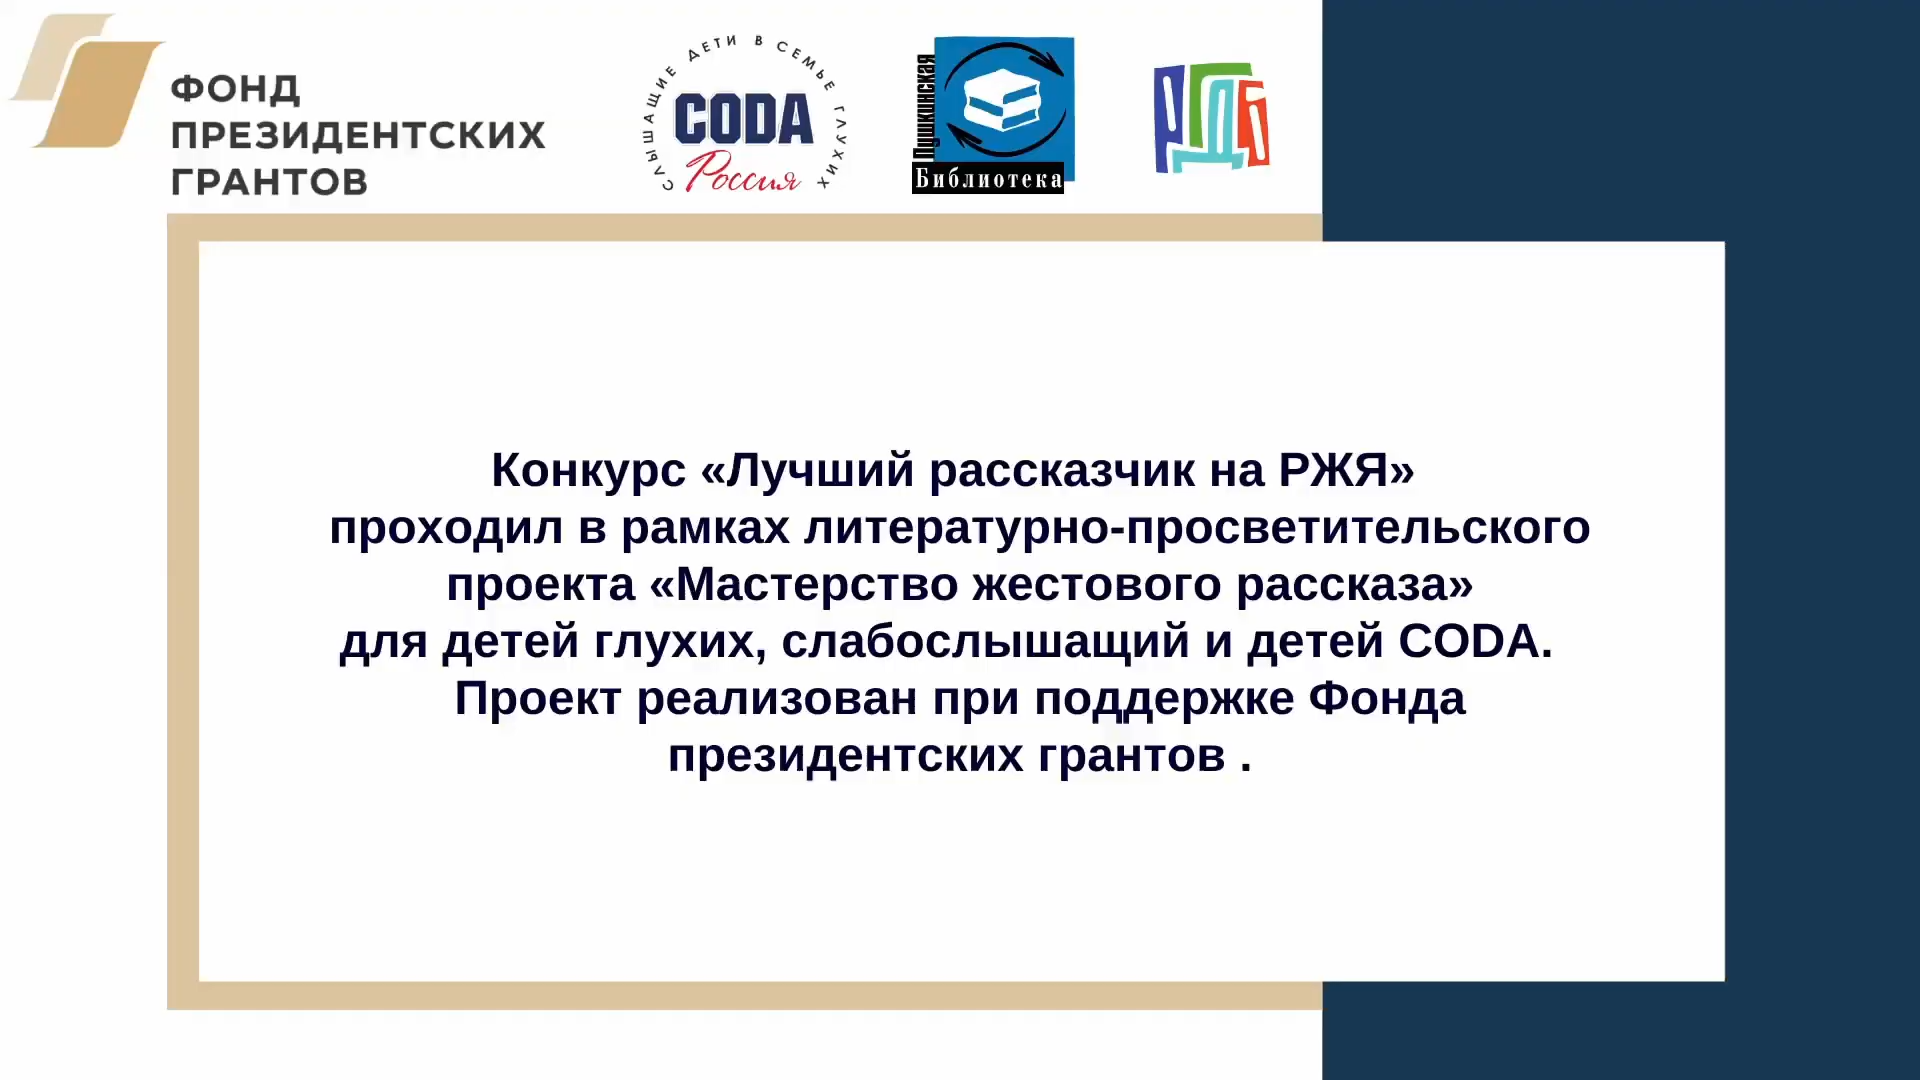 ФОНД
ПРЕЗИДЕНТСКИХ
ГРАНТОВ
СЛЫШАЩИЕ ДЕТИ В СЕМЬЕ ГЛУХИХ
CODA
Россия
Пушкинская
Библиотека
РГДБ
Конкурс «Лучший рассказчик на РЖЯ»
проходил в рамках литературно-просветительского
проекта «Мастерство жестового рассказа»
для детей глухих, слабослышащий и детей CODA.
Проект реализован при поддержке Фонда
президентских грантов .